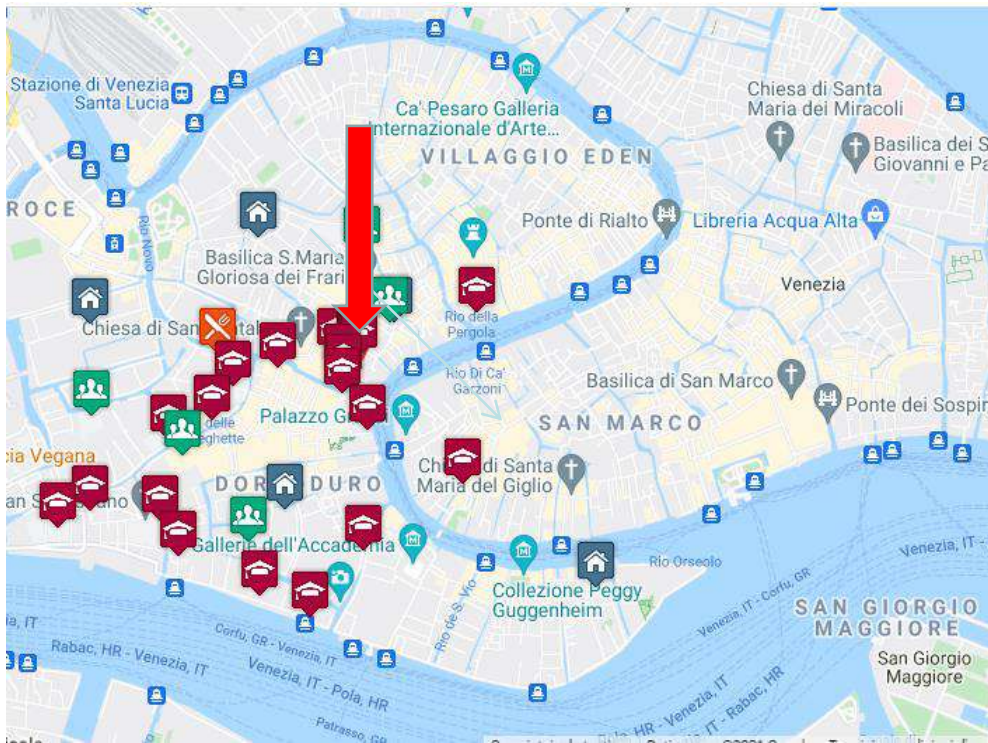 Stazione di Venezia
Santa Lucia
Ca' Pesaro Galleria
Internazionale d'Arte...
Chiesa di Santa
Maria dei Miracoli
Basilica dei S
Giovanni e Pa
VILLAGGIO EDEN
ROCE
Rio Novo
Ponte di Rialto
Libreria Acqua Alta
Basilica S.Maria
Gloriosa dei Frari
Venezia
Rio della
Pergola
Chiesa di San
Rio Di Ca'
Garzoni
Basilica di San Marco
Palazzo G
SAN MARCO
Ponte dei Sospir
delle
cia Vegana
Chi di Santa
Maria del Giglio
DOR DURO
Gallerie dell'Accademia
Rio Orseolo
Venezia, IT -
Collezione Peggy
Guggenheim
Rio de S. Vio
Venezia, IT - Corfu, GR
SAN GIORGIO
MAGGIORE
Corfu, GR - Venezia, IT
Rabac, HR - Venezia, IT
Venezia, IT - Pola, HR
San Giorgio
Maggiore
Patrasso, GR
HR - Venezia, IT
IT - Rabac, HR